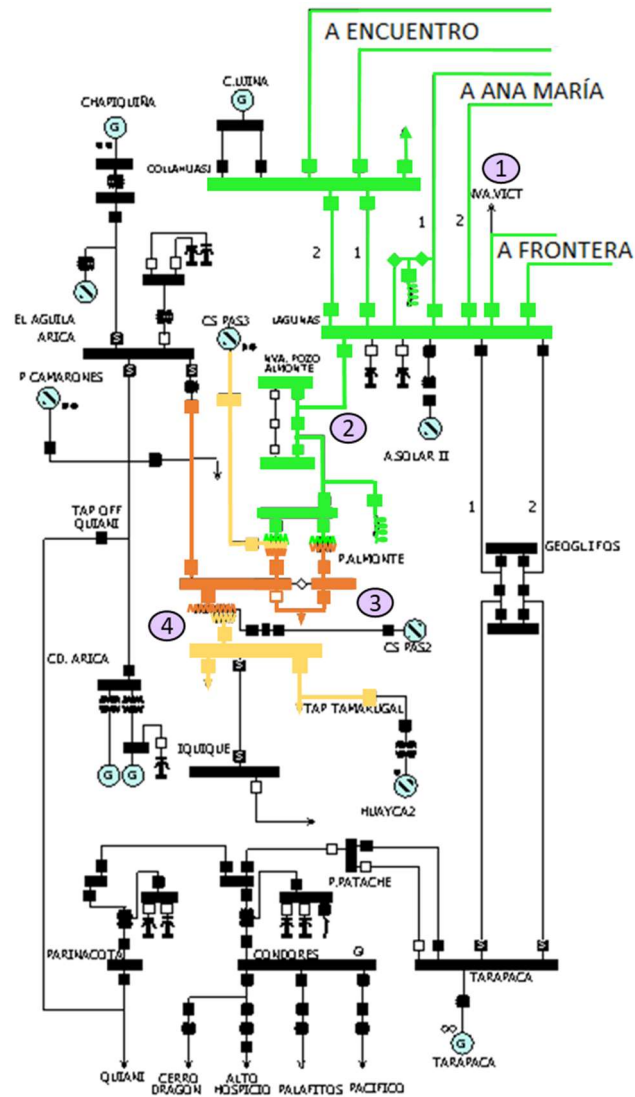 A ENCUENTRO
C.UJINA
CHAPIQUIÑA
G
G
A ANA MARÍA
1
NVA.VICT
COLLAHUASI
2
1
1
2
A FRONTERA
EL AGUILA
ARICA
CS PAS3
LAGUNAS
NVA. POZO
ALMONTE
P.CAMARONES
2
A.SOLAR II
TAP OFF
QUIANI
1
2
P.ALMONTE
GEOGLIFOS
3
4
CS PAS2
CD. ARICA
TAP TAMARUGAL
IQUIQUE
G
G
HUAYCA2
P.PATACHE
PARINACOTA
CONDORES
G
TARAPACA
G
TARAPACA
QUIANI
CERRO
DRAGON
ALTO
HOSPICIO
PALAFITOS
PACIFICO